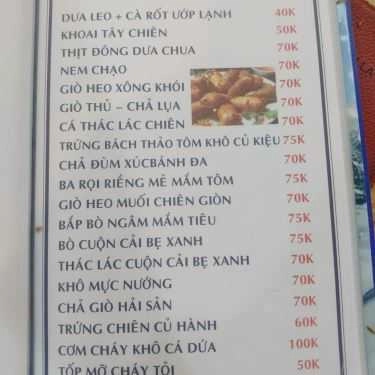 DƯA LEO + CÀ RỐT ƯỚP LẠNH 40K
KHOAI TÂY CHIÊN 50K
THỊT ĐÔNG DƯA CHUA 70K
NEM CHẠO 70K
GIÒ HEO XÔNG KHÓI 70K
GIÒ THỦ – CHẢ LỤA 70K
CÁ THÁC LÁC CHIÊN 70K
TRỨNG BÁCH THẢO TÔM KHÔ CỦ KIỆU 75K
CHẢ ĐÙM XÚCBÁNH ĐA 70K
BA RỌI RIỀNG MẺ MẮM TÔM 75K
GIÒ HEO MUỐI CHIÊN GIÒN 70K
BẮP BÒ NGÂM MẮM TIÊU 75K
BÒ CUỘN CẢI BẸ XANH 75K
THÁC LÁC CUỘN CẢI BẸ XANH 70K
KHÔ MỰC NƯỚNG 70K
CHẢ GIÒ HẢI SẢN 70K
TRỨNG CHIÊN CỦ HÀNH 60K
CƠM CHÁY KHÔ CÁ DỨA 100K
TÓP MỠ CHÁY TỎI 50K